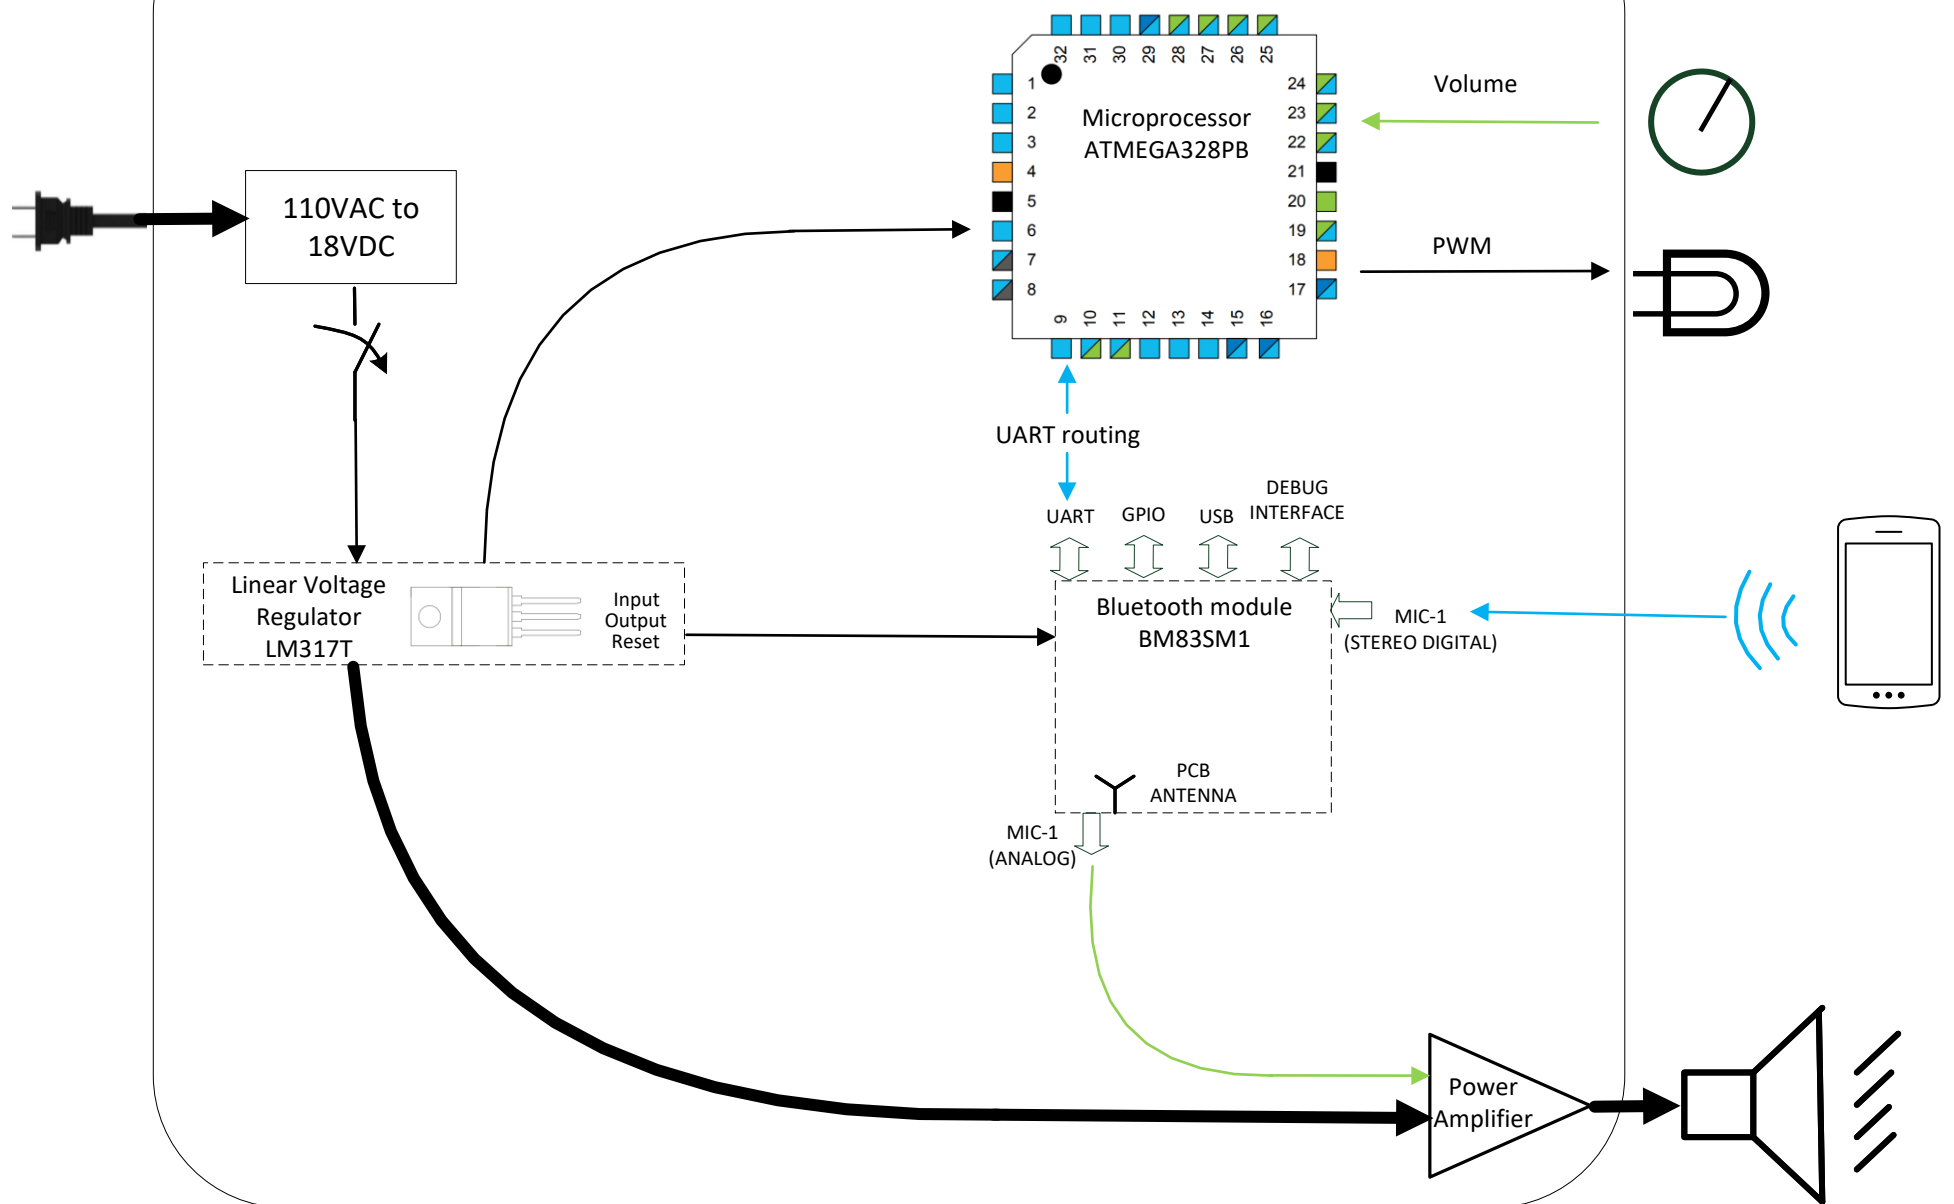 32
31
30
29
28
27
26
25
1
2
3
4
5
6
7
8
24
23
22
21
20
19
18
17
Microprocessor
ATMEGA328PB
9
10
11
12
13
14
15
16
Volume
PWM
110VAC to
18VDC
UART routing
UART
GPIO
USB
DEBUG
INTERFACE
Linear Voltage
Regulator
LM317T
Input
Output
Reset
Bluetooth module
BM83SM1
MIC-1
(STEREO DIGITAL)
PCB
ANTENNA
MIC-1
(ANALOG)
Power
Amplifier